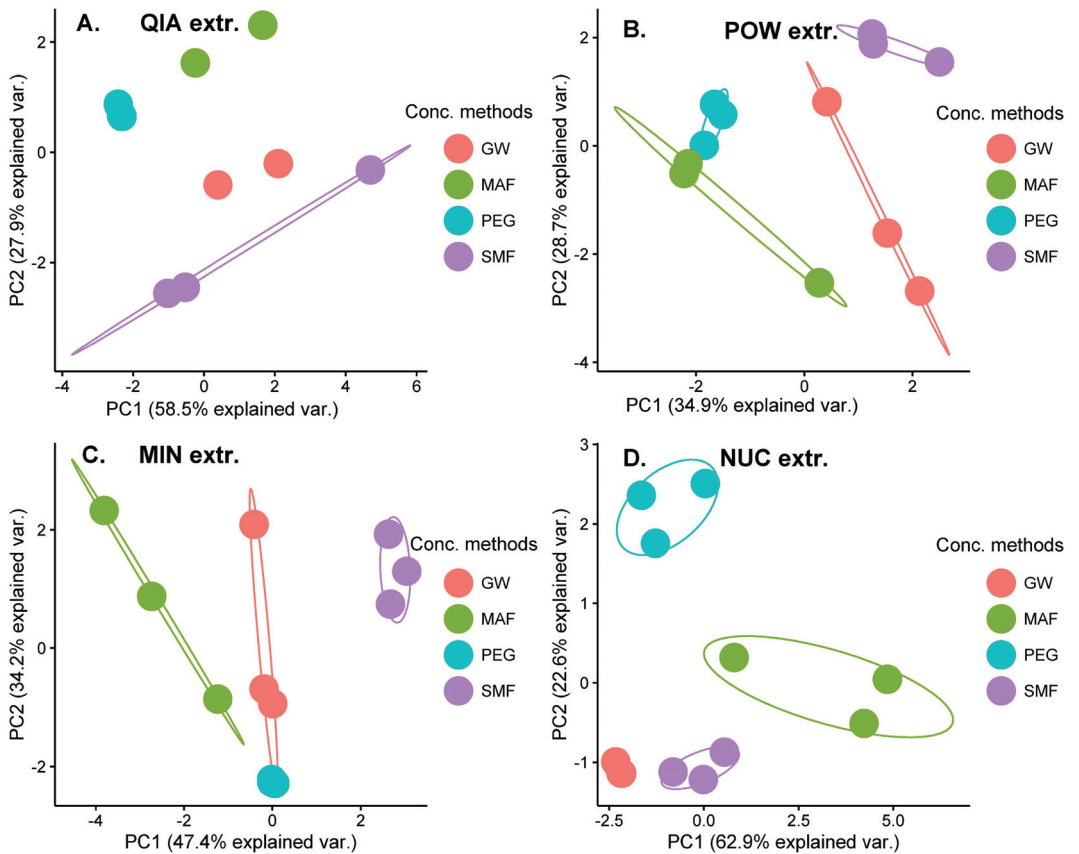 A. QIA extr.
2
0
-2
-4 -2 0 2 4 6
PC1 (58.5% explained var.)
PC2 (27.9% explained var.)
Conc. methods
GW
MAF
PEG
SMF
B. POW extr.
2
0
-2
-4
-2 0 2
PC1 (34.9% explained var.)
PC2 (28.7% explained var.)
Conc. methods
GW
MAF
PEG
SMF
C. MIN extr.
2
0
-2
-4 -2 0 2
PC1 (47.4% explained var.)
PC2 (34.2% explained var.)
Conc. methods
GW
MAF
PEG
SMF
D. NUC extr.
3
2
1
0
-1
-2.5 0.0 2.5 5.0
PC1 (62.9% explained var.)
PC2 (22.6% explained var.)
Conc. methods
GW
MAF
PEG
SMF